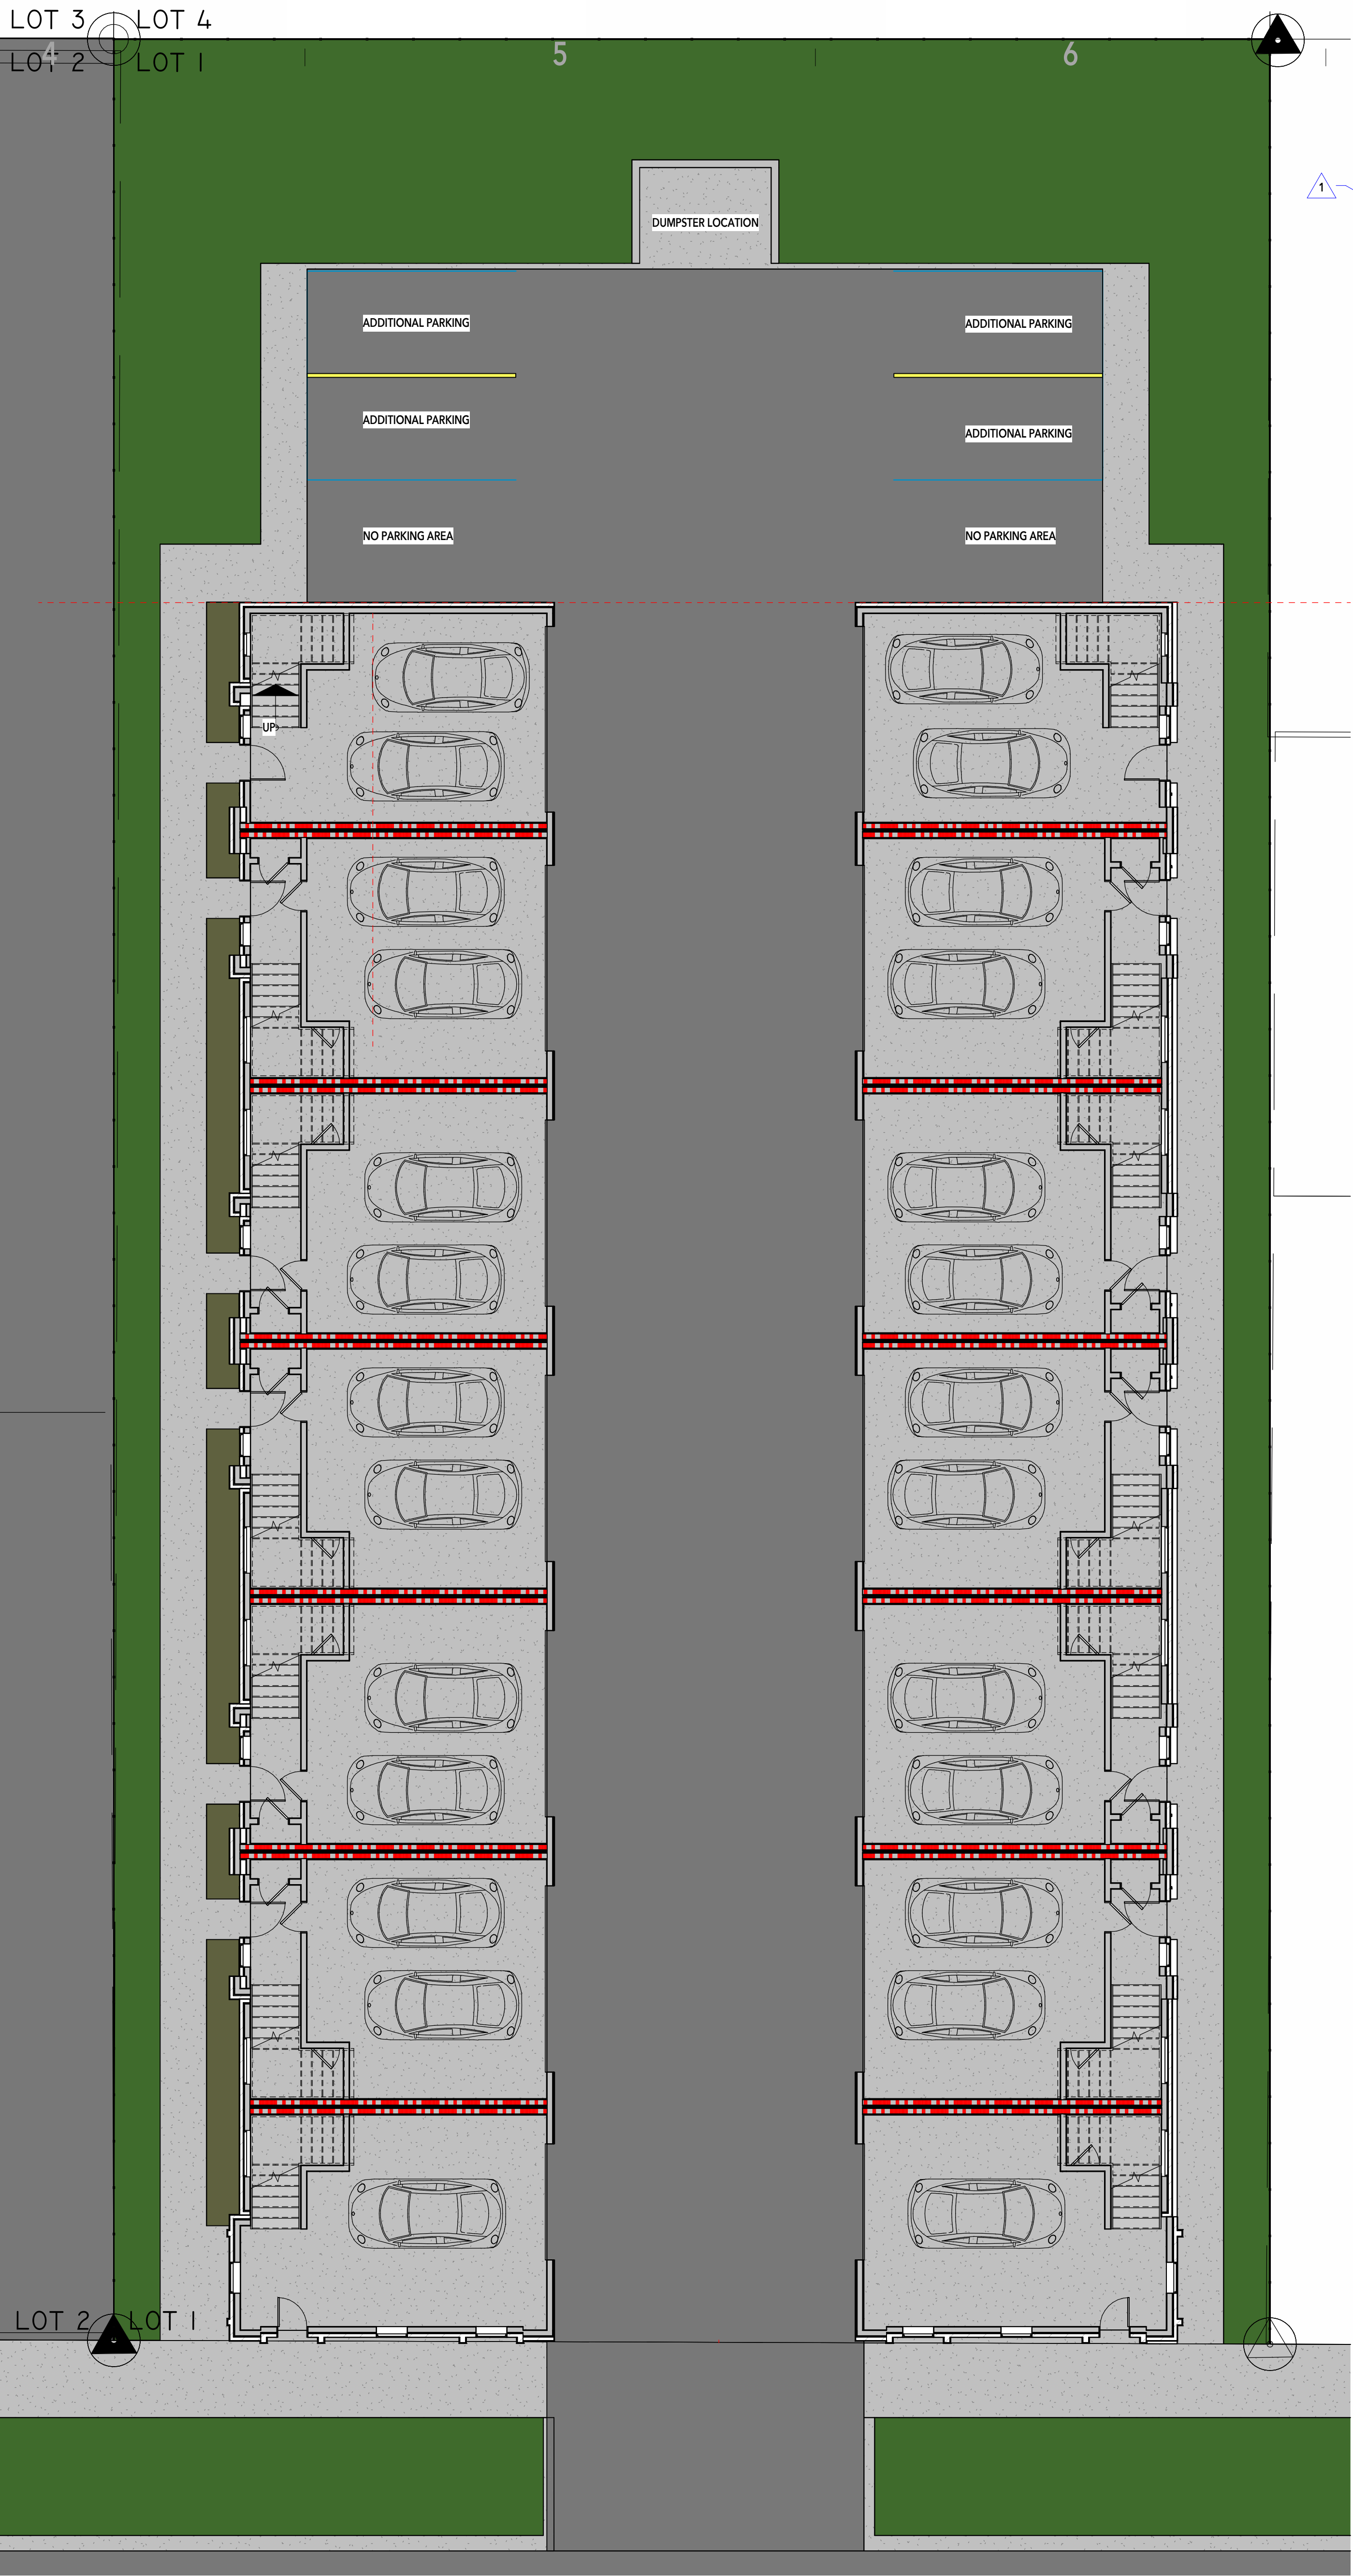 LOT 3 LOT 4
4 5 6
LOT 2 LOT 1
1
DUMPSTER LOCATION
ADDITIONAL PARKING ADDITIONAL PARKING
ADDITIONAL PARKING
ADDITIONAL PARKING
NO PARKING AREA NO PARKING AREA
UP
LOT 2 LOT 1